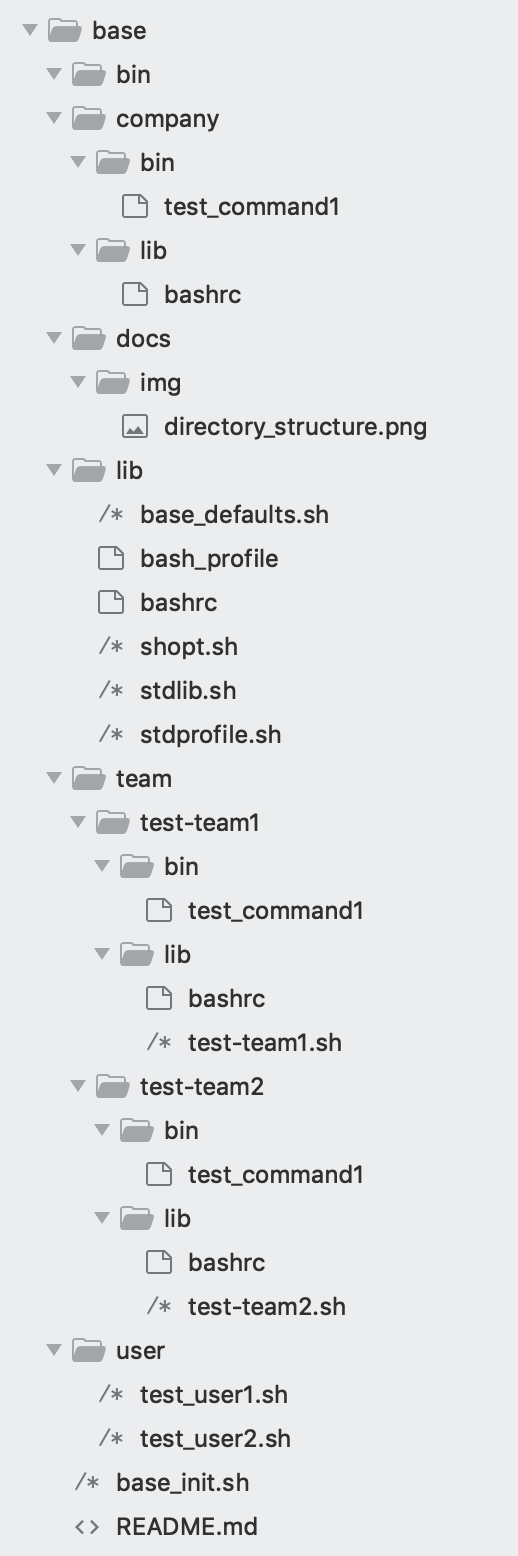 base
bin
company
bin
test_command1
lib
bashrc
docs
img
directory_structure.png
lib
/* base_defaults.sh
bash_profile
bashrc
/* shopt.sh
/* stdlib.sh
/* stdprofile.sh
team
test-team1
bin
test_command1
lib
bashrc
/* test-team1.sh
test-team2
bin
test_command1
lib
bashrc
/* test-team2.sh
user
/* test_user1.sh
/* test_user2.sh
/* base_init.sh
<> README.md